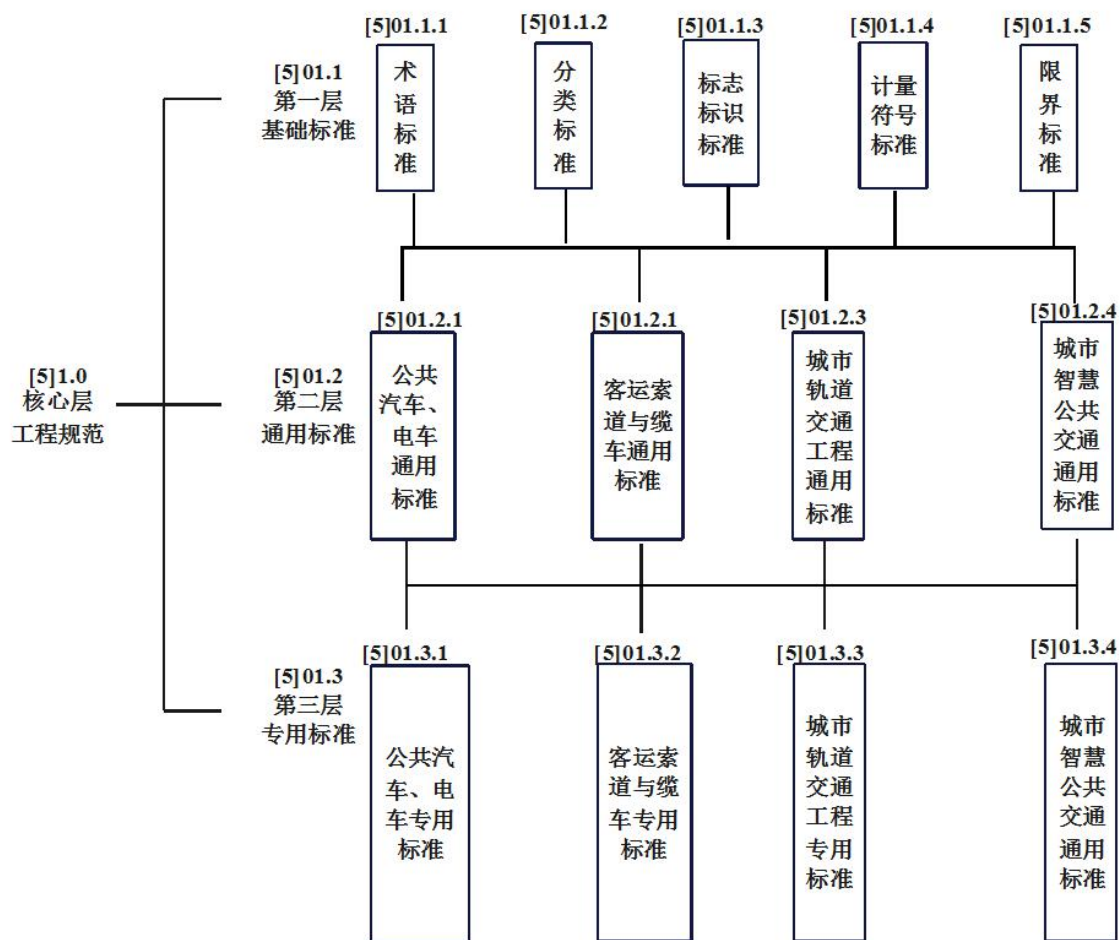 [5]01.1.1
[5]01.1.2
[5]01.1.3
[5]01.1.4
[5]01.1.5
术
语
标
准
分
类
标
准
标志
标识
标准
计量
符号
标准
限
界
标
准
[5]01.1
第一层
基础标准
[5]1.0
核心层
工程规范
[5]01.2
第二层
通用标准
[5]01.2.1
公共
汽车、
电车
通用
标准
[5]01.2.1
客运索
道与缆
车通用
标准
[5]01.2.3
城市
轨道
交通
工程
通用
标准
[5]01.2.4
城市
智慧
公共
交通
通用
标准
[5]01.3
第三层
专用标准
[5]01.3.1
公共汽
车、电
车专用
标准
[5]01.3.2
客运索
道与缆
车专用
标准
[5]01.3.3
城市
轨道
交通
工程
专用
标准
[5]01.3.4
城市
智慧
公共
交通
通用
标准